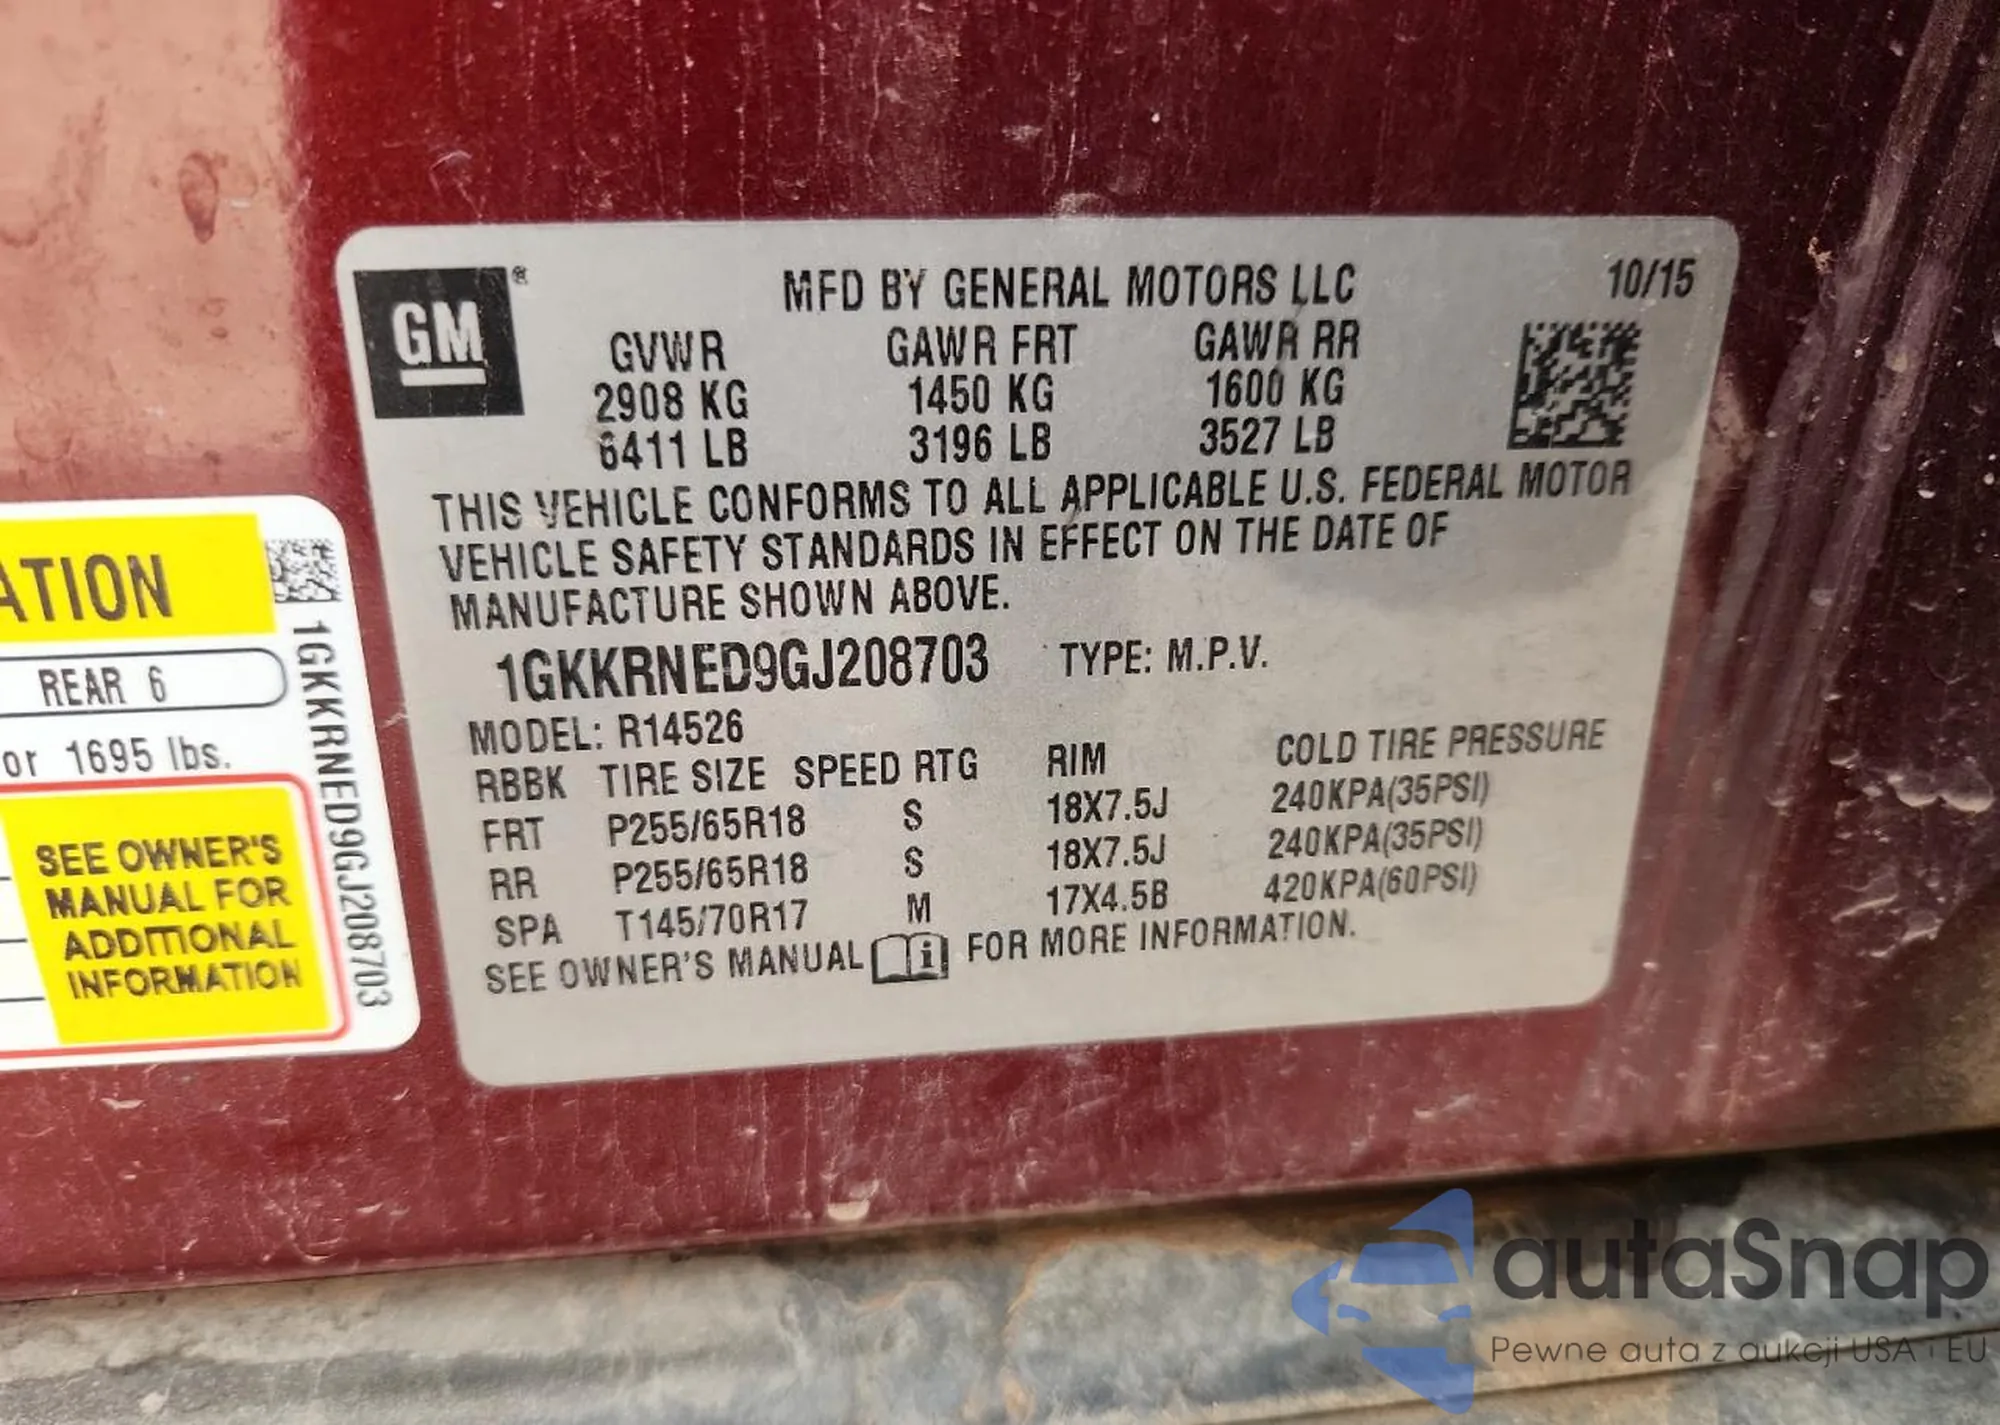 GM®
MFD BY GENERAL MOTORS LLC
10/15
GVWR GAWR FRT GAWR RR
2908 KG 1450 KG 1600 KG
6411 LB 3196 LB 3527 LB
THIS VEHICLE CONFORMS TO ALL APPLICABLE U.S. FEDERAL MOTOR
VEHICLE SAFETY STANDARDS IN EFFECT ON THE DATE OF
MANUFACTURE SHOWN ABOVE.
1GKKRNED9GJ208703 TYPE: M.P.V.
MODEL: R14526
RBBK TIRE SIZE SPEED RTG RIM COLD TIRE PRESSURE
FRT P255/65R18 S 18X7.5J 240KPA(35PSI)
RR P255/65R18 S 18X7.5J 240KPA(35PSI)
SPA T145/70R17 M 17X4.5B 420KPA(60PSI)
SEE OWNER'S MANUAL i FOR MORE INFORMATION.
ATION
REAR 6
or 1695 lbs.
SEE OWNER'S
MANUAL FOR
ADDITIONAL
INFORMATION
1GKKRNED9GJ208703
autaSnap
Pewne auta z aukcji USA i EU